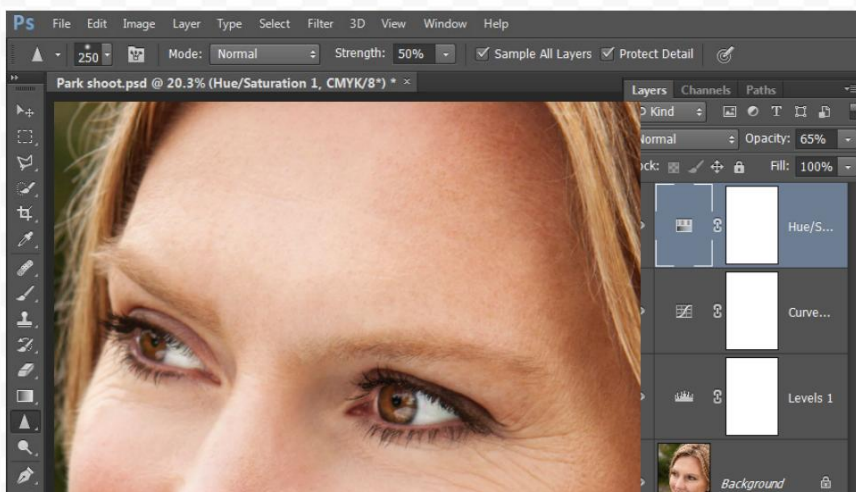 Ps File Edit Image Layer Type Select Filter 3D View Window Help
250 Mode: Normal Strength: 50% Sample All Layers Protect Detail
Park shoot.psd @ 20.3% (Hue/Saturation 1, CMYK/8*) * ×
Layers Channels Paths
Kind T
ormal Opacity: 65%
ock: Fill: 100%
Hue/S...
Curve...
Levels 1
Background